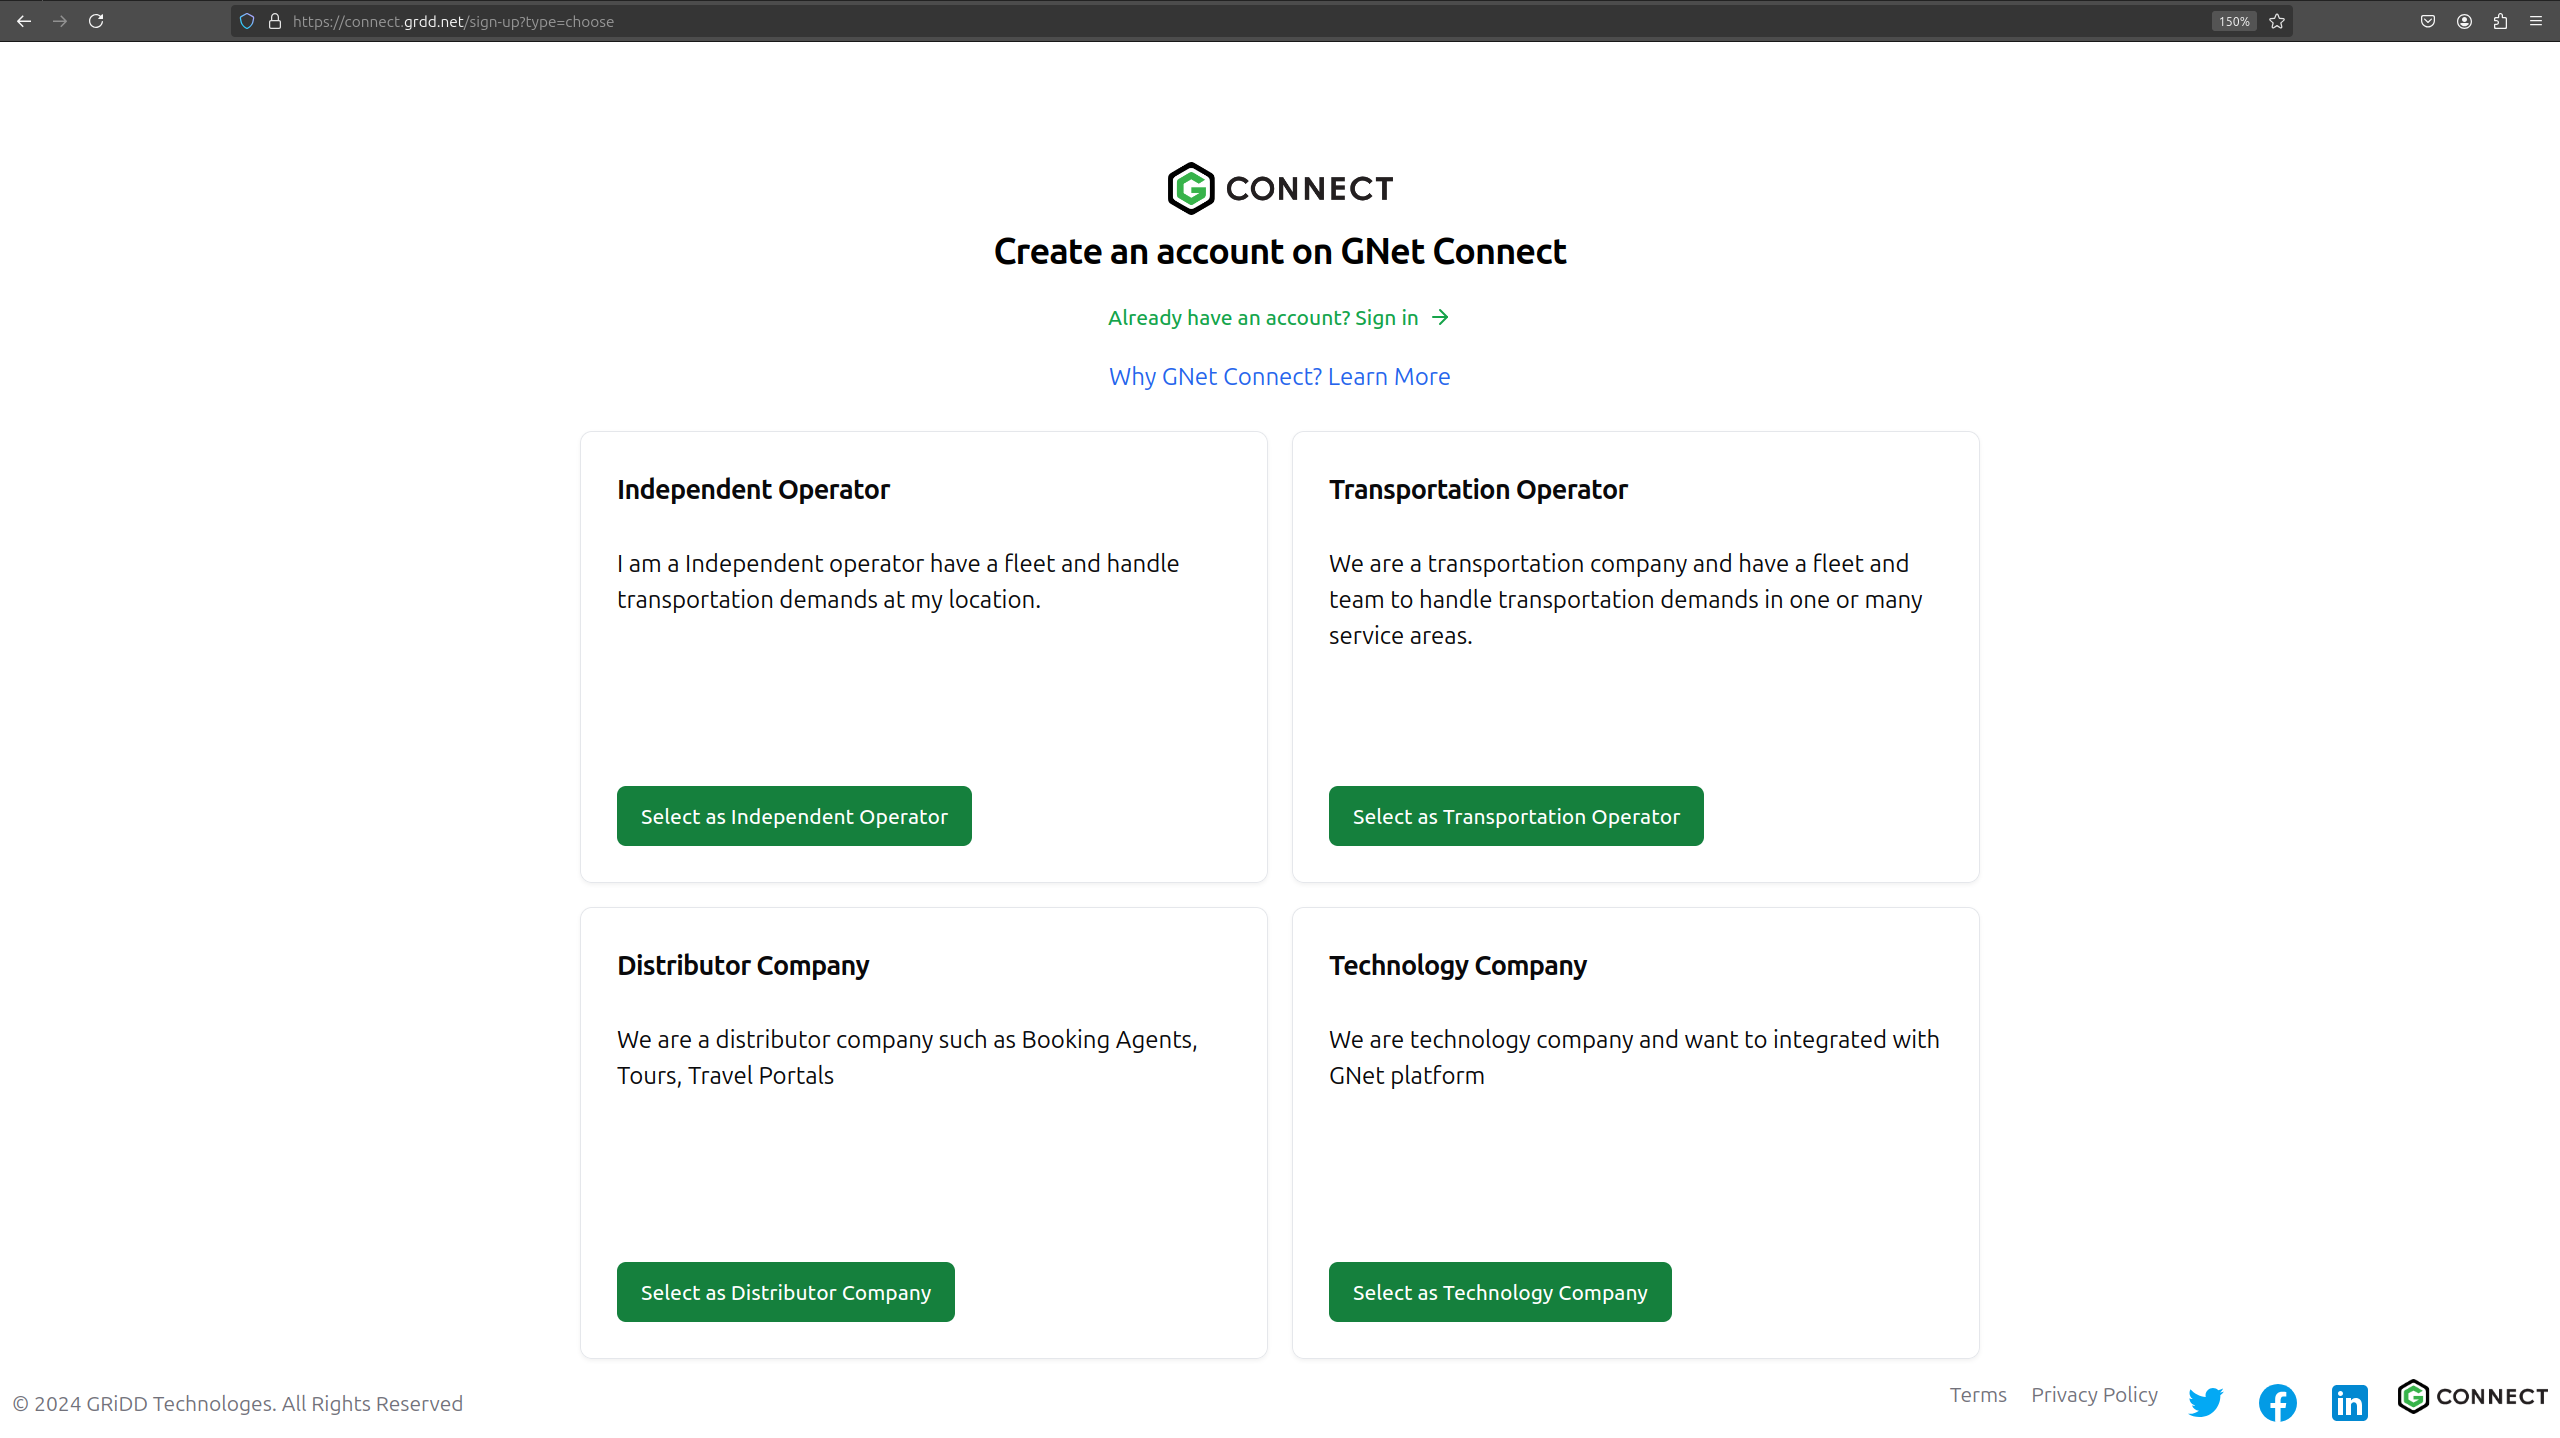 https://connect.grdd.net/sign-up?type=choose
150%
CONNECT
Create an account on GNet Connect
Already have an account? Sign in
Why GNet Connect? Learn More
Independent Operator
I am a Independent operator have a fleet and handle
transportation demands at my location.
Select as Independent Operator
Transportation Operator
We are a transportation company and have a fleet and
team to handle transportation demands in one or many
service areas.
Select as Transportation Operator
Distributor Company
We are a distributor company such as Booking Agents,
Tours, Travel Portals
Select as Distributor Company
Technology Company
We are technology company and want to integrated with
GNet platform
Select as Technology Company
© 2024 GRiDD Technologes. All Rights Reserved
Terms
Privacy Policy
CONNECT